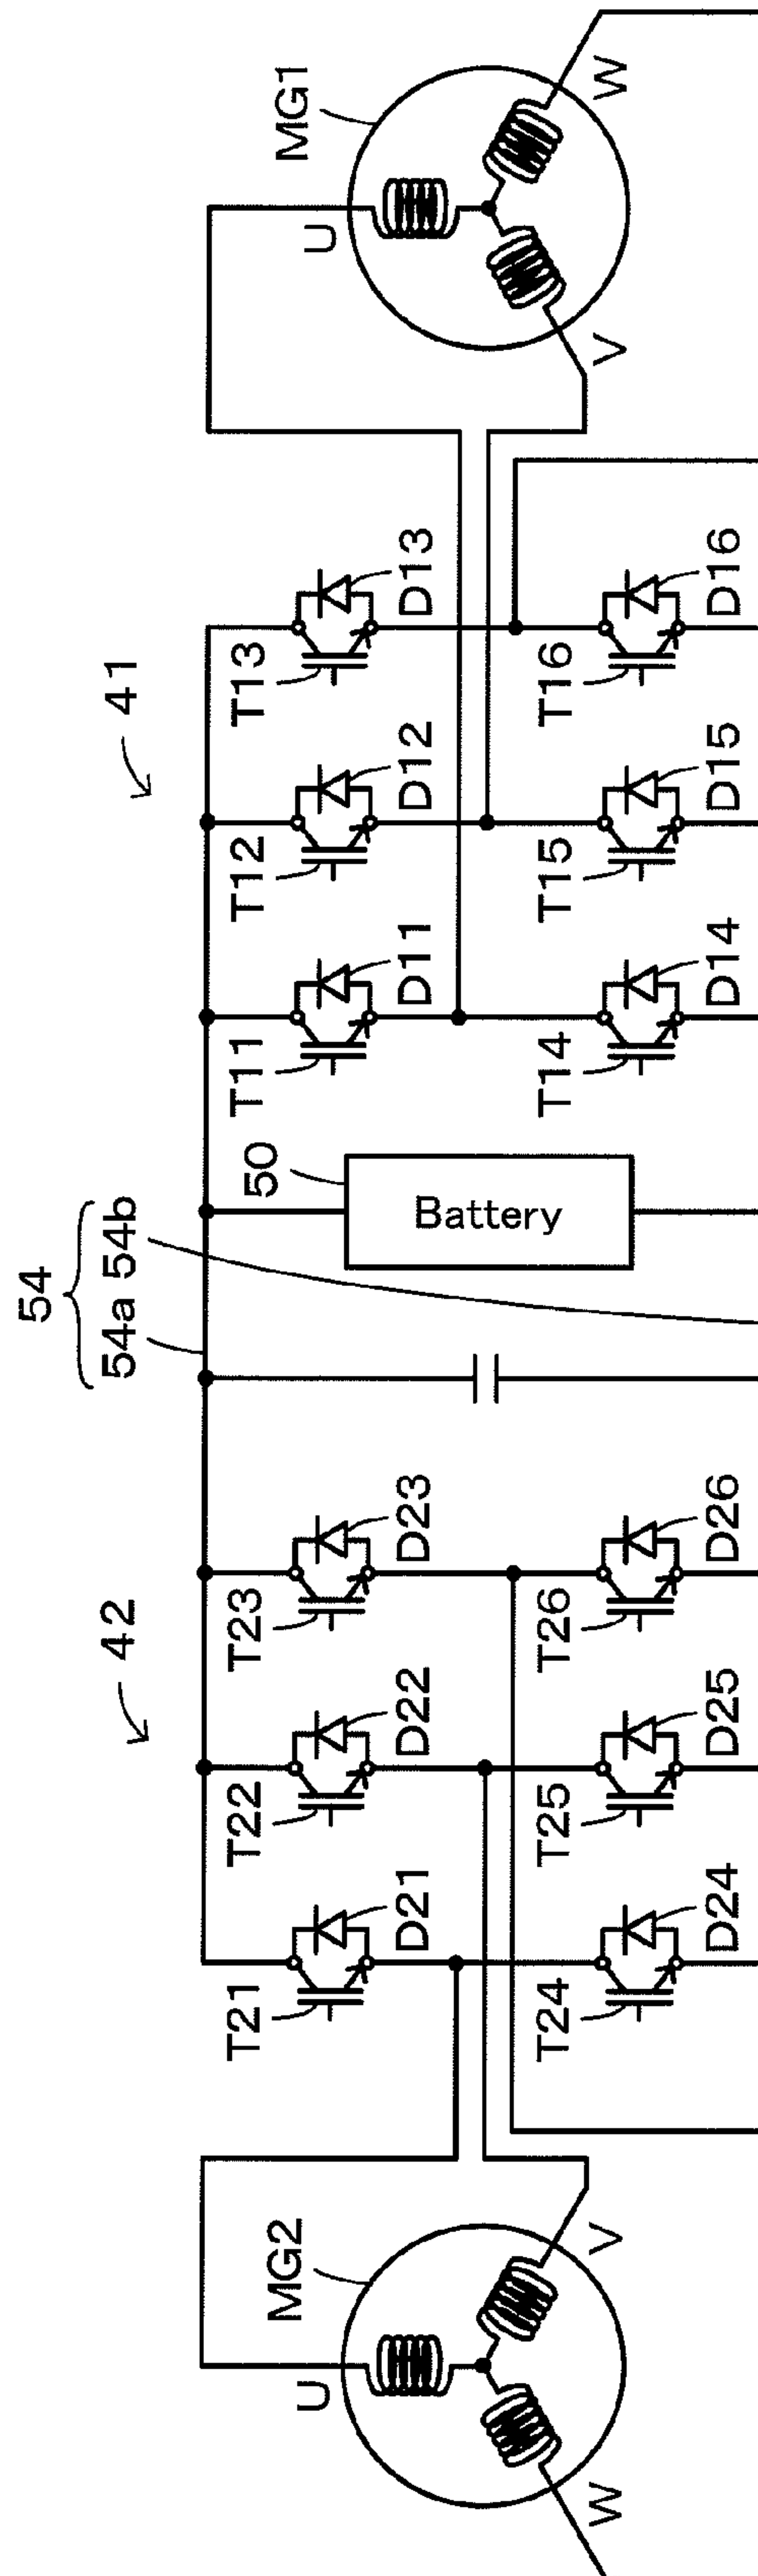 54
54a 54b
42
41
MG2
U
V
W
T21
D21
T22
D22
T23
D23
T24
D24
T25
D25
T26
D26
50
Battery
T11
D11
T12
D12
T13
D13
T14
D14
T15
D15
T16
D16
MG1
U
V
W